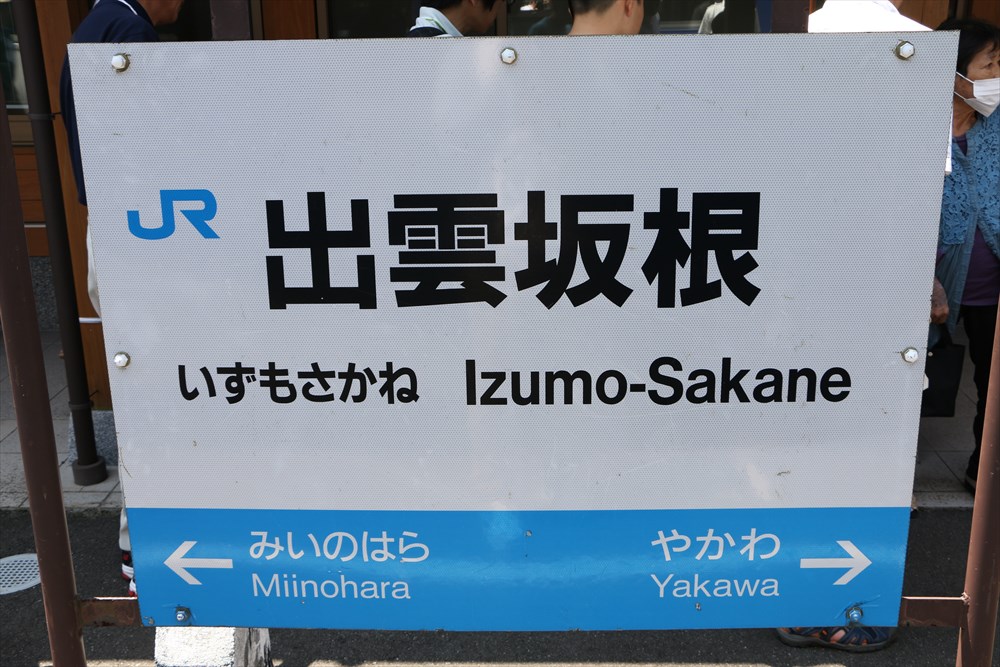 JR 出雲坂根
いずもさかね Izumo-Sakane
← みいのはら やかわ →
Miinohara Yakawa